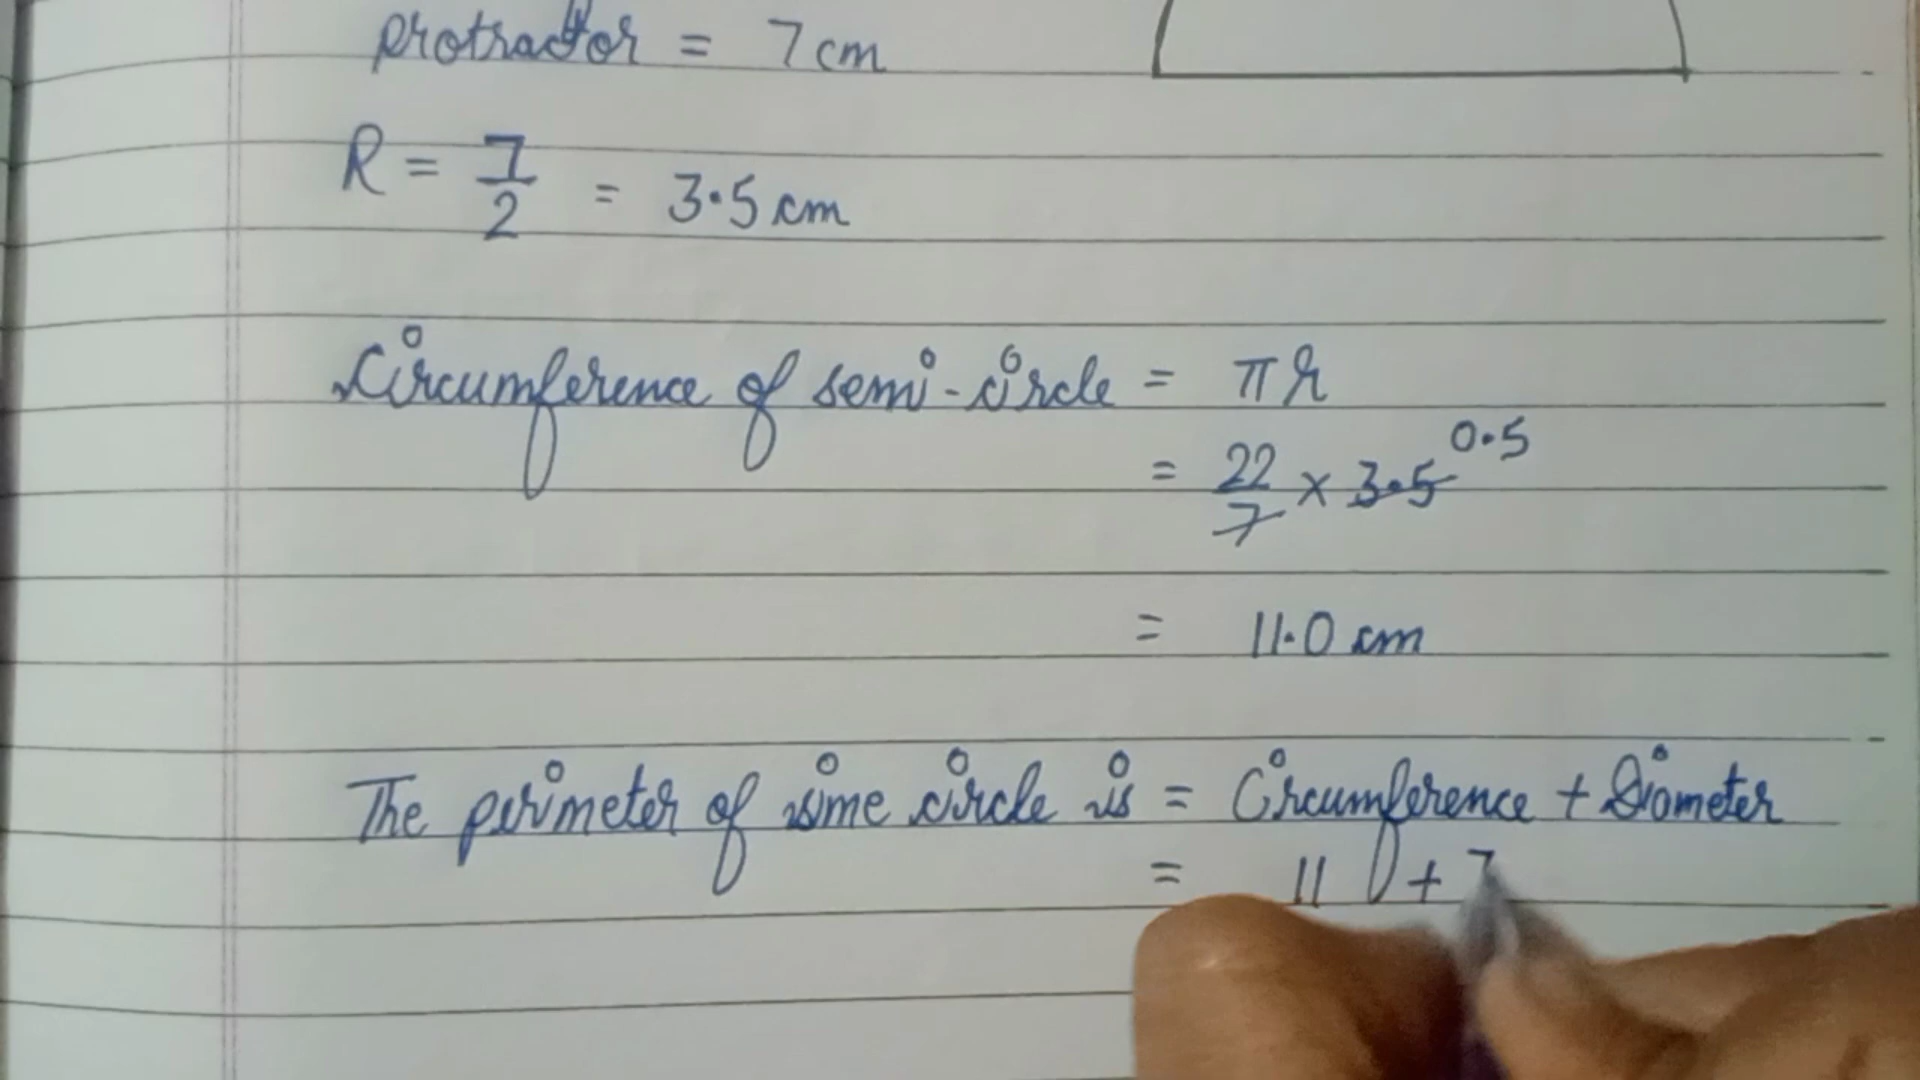 protractor = 7 cm
R = 7/2 = 3.5 cm
Circumference of semi-circle = πr
= 22/7 × 3.5 0.5
= 11.0 cm
The perimeter of sime circle is = Circumference + Diameter
= 11 + 7